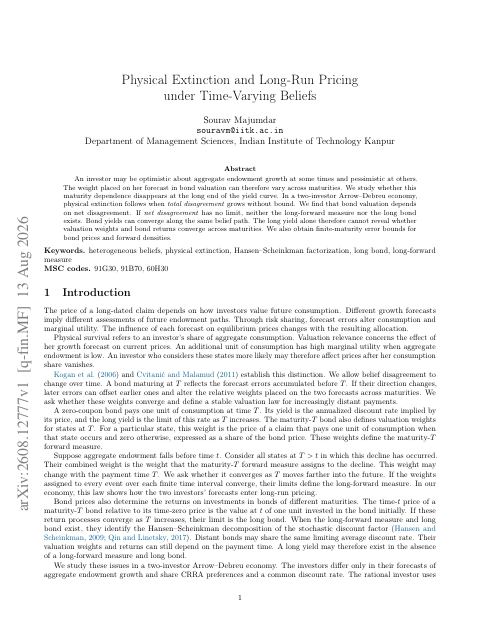 Physical Extinction and Long-Run Pricing
under Time-Varying Beliefs
Sourav Majumdar
souravm@iitk.ac.in
Department of Management Sciences, Indian Institute of Technology Kanpur
Abstract
An investor may be optimistic about aggregate endowment growth at some times and pessimistic at others.
The weight placed on her forecast in bond valuation can therefore vary across maturities. We study whether this
maturity dependence disappears at the long end of the yield curve. In a two-investor Arrow–Debreu economy,
physical extinction follows when total disagreement grows without bound. We find that bond valuation depends
on net disagreement. If net disagreement has no limit, neither the long-forward measure nor the long bond
exists. Bond yields can converge along the same belief path. The long yield alone therefore cannot reveal whether
valuation weights and bond returns converge across maturities. We also obtain finite-maturity error bounds for
bond prices and forward densities.
Keywords. heterogeneous beliefs, physical extinction, Hansen–Scheinkman factorization, long bond, long-forward
measure
MSC codes. 91G30, 91B70, 60H30
1 Introduction
The price of a long-dated claim depends on how investors value future consumption. Different growth forecasts
imply different assessments of future endowment paths. Through risk sharing, forecast errors alter consumption and
marginal utility. The influence of each forecast on equilibrium prices changes with the resulting allocation.
Physical survival refers to an investor's share of aggregate consumption. Valuation relevance concerns the effect of
her growth forecast on current prices. An additional unit of consumption has high marginal utility when aggregate
endowment is low. An investor who considers these states more likely may therefore affect prices after her consumption
share vanishes.
Kogan et al. (2006) and Cvitanić and Malamud (2011) establish this distinction. We allow belief disagreement to
change over time. A bond maturing at T reflects the forecast errors accumulated before T. If their direction changes,
later errors can offset earlier ones and alter the relative weights placed on the two forecasts across maturities. We
ask whether these weights converge and define a stable valuation law for increasingly distant payments.
A zero-coupon bond pays one unit of consumption at time T. Its yield is the annualized discount rate implied by
its price, and the long yield is the limit of this rate as T increases. The maturity-T bond also defines valuation weights
for states at T. For a particular state, this weight is the price of a claim that pays one unit of consumption when
that state occurs and zero otherwise, expressed as a share of the bond price. These weights define the maturity-T
forward measure.
Suppose aggregate endowment falls before time t. Consider all states at T > t in which this decline has occurred.
Their combined weight is the weight that the maturity-T forward measure assigns to the decline. This weight may
change with the payment time T. We ask whether it converges as T moves farther into the future. If the weights
assigned to every event over each finite time interval converge, their limits define the long-forward measure. In our
economy, this law shows how the two investors' forecasts enter long-run pricing.
Bond prices also determine the returns on investments in bonds of different maturities. The time-t price of a
maturity-T bond relative to its time-zero price is the value at t of one unit invested in the bond initially. If these
return processes converge as T increases, their limit is the long bond. When the long-forward measure and long
bond exist, they identify the Hansen–Scheinkman decomposition of the stochastic discount factor (Hansen and
Scheinkman, 2009; Qin and Linetsky, 2017). Distant bonds may share the same limiting average discount rate. Their
valuation weights and returns can still depend on the payment time. A long yield may therefore exist in the absence
of a long-forward measure and long bond.
We study these issues in a two-investor Arrow–Debreu economy. The investors differ only in their forecasts of
aggregate endowment growth and share CRRA preferences and a common discount rate. The rational investor uses
1
arXiv:2608.12777v1 [q-fin.MF] 13 Aug 2026